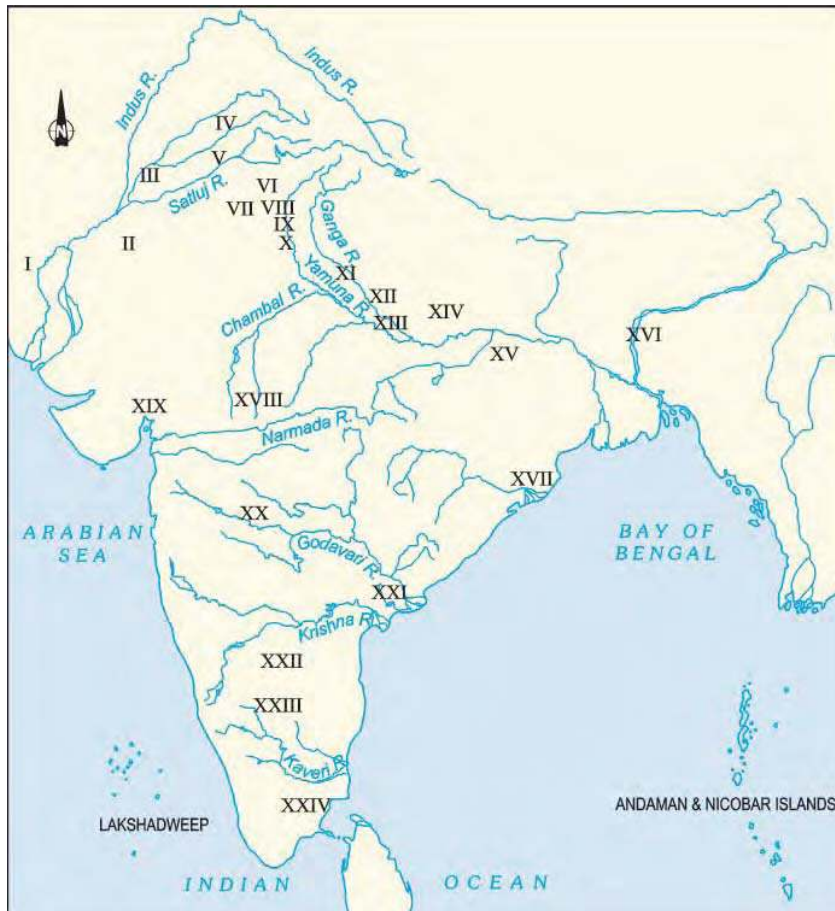 Indus R.
Indus R.
N
IV
III
V
Satluj R.
VI
VII
VIII
IX
X
II
I
Ganga R.
XI
Yamuna R.
XII
XIII
XIV
Chambal R.
XV
XVI
XVIII
XIX
Narmada R.
XVII
XX
ARABIAN
SEA
BAY OF
BENGAL
Godavari R.
XXI
Krishna R.
XXII
XXIII
Kaveri R.
XXIV
LAKSHADWEEP
ANDAMAN & NICOBAR ISLANDS
INDIAN OCEAN